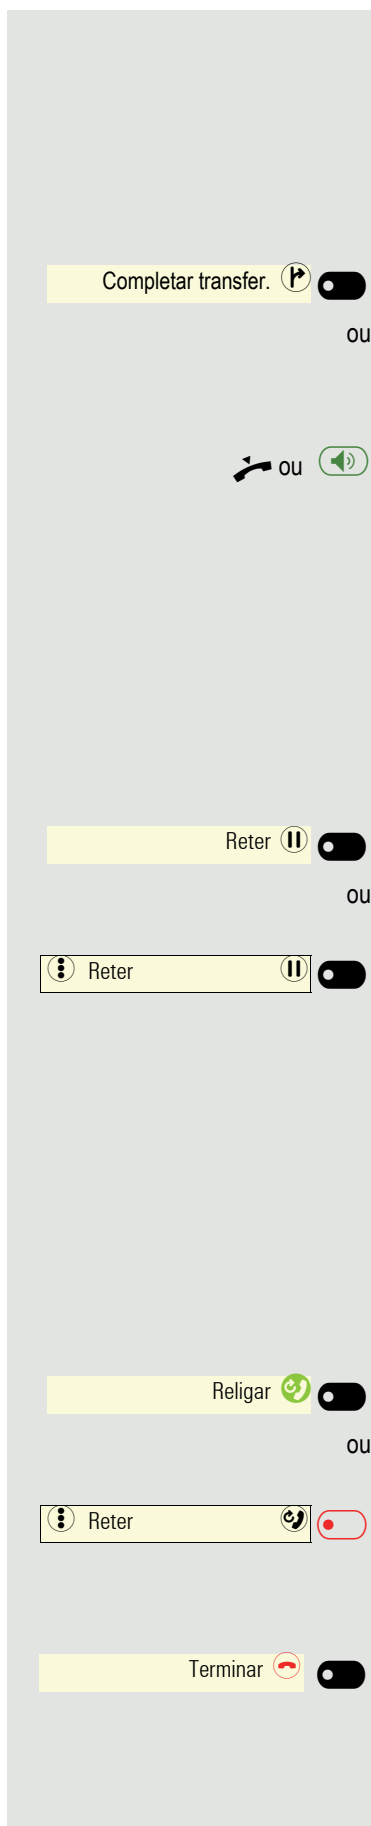 Completar transfer.
ou
ou
Reter
ou
Reter
Religar
ou
Reter
Terminar